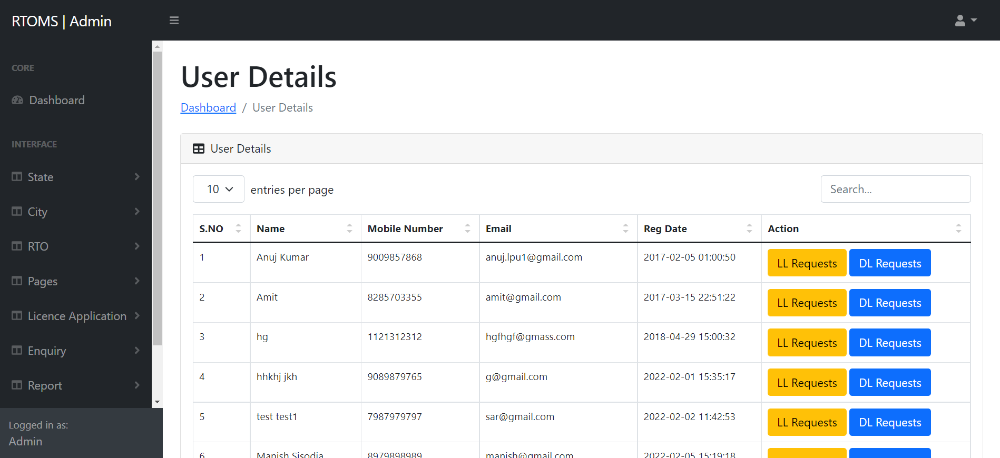 RTOMS | Admin
CORE
Dashboard
INTERFACE
State
City
RTO
Pages
Licence Application
Enquiry
Report
Logged in as:
Admin
User Details
Dashboard / User Details
User Details
10 entries per page
Search...
S.NO Name Mobile Number Email Reg Date Action
1 Anuj Kumar 9009857868 anuj.lpu1@gmail.com 2017-02-05 01:00:50 LL Requests DL Requests
2 Amit 8285703355 amit@gmail.com 2017-03-15 22:51:22 LL Requests DL Requests
3 hg 1121312312 hgfhgf@gmass.com 2018-04-29 15:00:32 LL Requests DL Requests
4 hhkhj jkh 9089879765 g@gmail.com 2022-02-01 15:35:17 LL Requests DL Requests
5 test test1 7987979797 sar@gmail.com 2022-02-02 11:42:53 LL Requests DL Requests
6 Manish Sisodia 8979898989 manish@gmail.com 2022-02-05 15:19:18